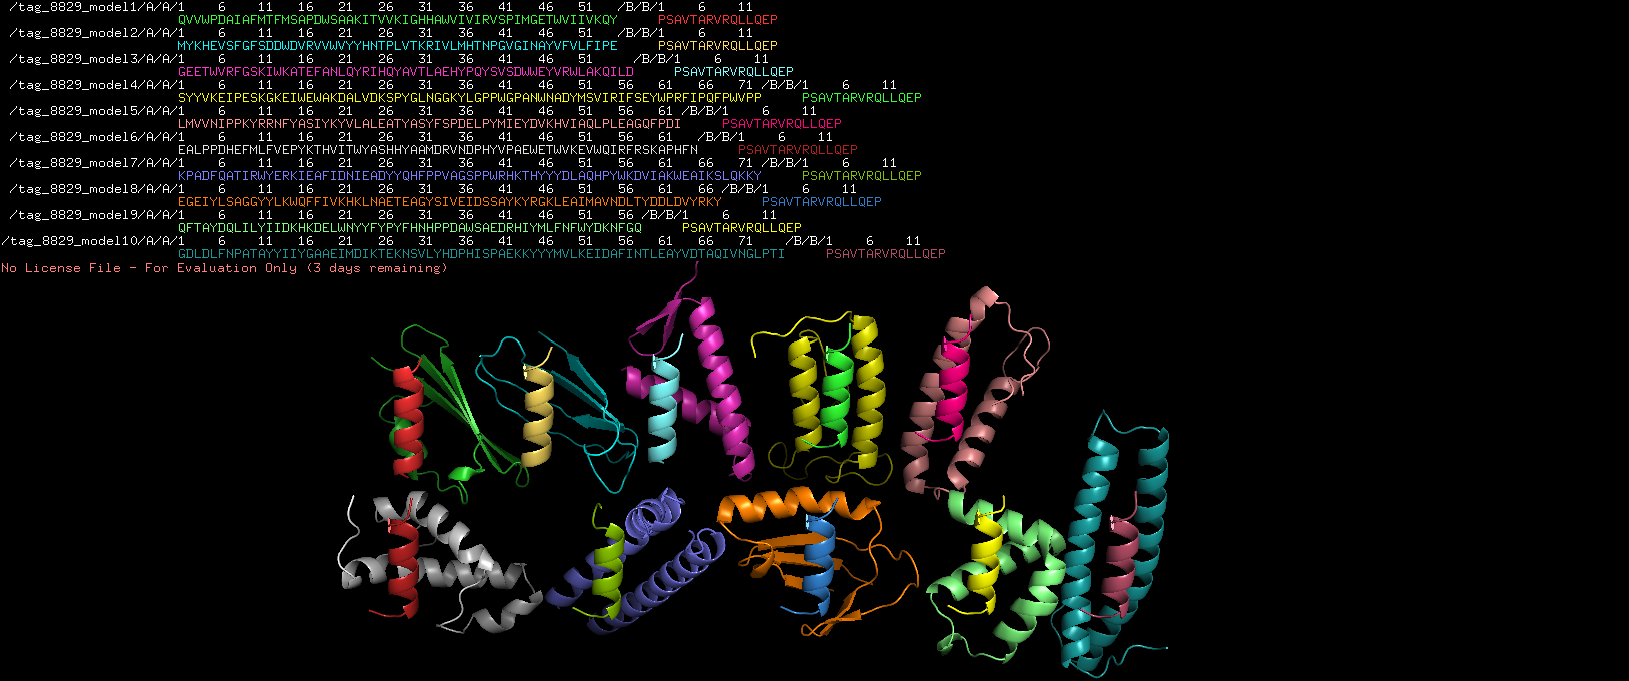 /tag_8829_model1/A/A/1 6 11 16 21 26 31 36 41 46 51 /B/B/1 6 11
QVVWPDAIAFMTFMSAPDWSAAKITVVKIGHHAWVIVIRVSPIMGETWVIIVKQY PSAVTARVRQLLQEP
/tag_8829_model2/A/A/1 6 11 16 21 26 31 36 41 46 51 /B/B/1 6 11
MYKHEVSFGFSDDWDVRVVWVYYHNTPLVTKRIVLMHTNPGVGINAYVFVLFIPE PSAVTARVRQLLQEP
/tag_8829_model3/A/A/1 6 11 16 21 26 31 36 41 46 51 /B/B/1 6 11
GEETWVRFGSKIWKATEFANLQYRIHQYAVTLAEHYPQYSVSDWWEYVRWLAKQILD PSAVTARVRQLLQEP
/tag_8829_model4/A/A/1 6 11 16 21 26 31 36 41 46 51 56 61 66 71 /B/B/1 6 11
SYYVKEIPESKGKEIWEWAKDALVDKSPYGLNGGKYLGPPWGPANWNADYMSVIRIFSEYWPRFIPQFPWVPP PSAVTARVRQLLQEP
/tag_8829_model5/A/A/1 6 11 16 21 26 31 36 41 46 51 56 61 /B/B/1 6 11
LMVVNIPPKYRRNFYASIYKYVLALEATYASYFSPDELPYMIEYDVKHVIAQLPLEAGQFPDI PSAVTARVRQLLQEP
/tag_8829_model6/A/A/1 6 11 16 21 26 31 36 41 46 51 56 61 /B/B/1 6 11
EALPPDHEFMLFVEPYKTHVITWYASHHYAAMDRVNDPHYVPAEWETWVKEVWQIRFRSKAPHFN PSAVTARVRQLLQEP
/tag_8829_model7/A/A/1 6 11 16 21 26 31 36 41 46 51 56 61 66 71 /B/B/1 6 11
KPADFQATIRWYERKIEAFIDNIEADYYQHFPPVAGSPPWRHKTHYYYDLAQHPYWKDVIAKWEAIKSLQKKY PSAVTARVRQLLQEP
/tag_8829_model8/A/A/1 6 11 16 21 26 31 36 41 46 51 56 61 66 /B/B/1 6 11
EGEIYLSAGGYYLKWQFFIVKHKLNAETEAGYSIVEIDSSAYKYRGKLEAIMAVNDLTYDDLDVYRKY PSAVTARVRQLLQEP
/tag_8829_model9/A/A/1 6 11 16 21 26 31 36 41 46 51 56 /B/B/1 6 11
QFTAYDQLILYIIDKHKDELWNYYFYPYFHNHPPDAWSAEDRHIYMLFNFWYDKNFGQ PSAVTARVRQLLQEP
/tag_8829_model10/A/A/1 6 11 16 21 26 31 36 41 46 51 56 61 66 71 /B/B/1 6 11
GDLDLFNPATAYYIIYGAAEIMDIKTEKNSVLYHDPHISPAEKKYYYMVLKEIDAFINTLEAYVDTAQIVNGLPTI PSAVTARVRQLLQEP
No License File - For Evaluation Only (3 days remaining)